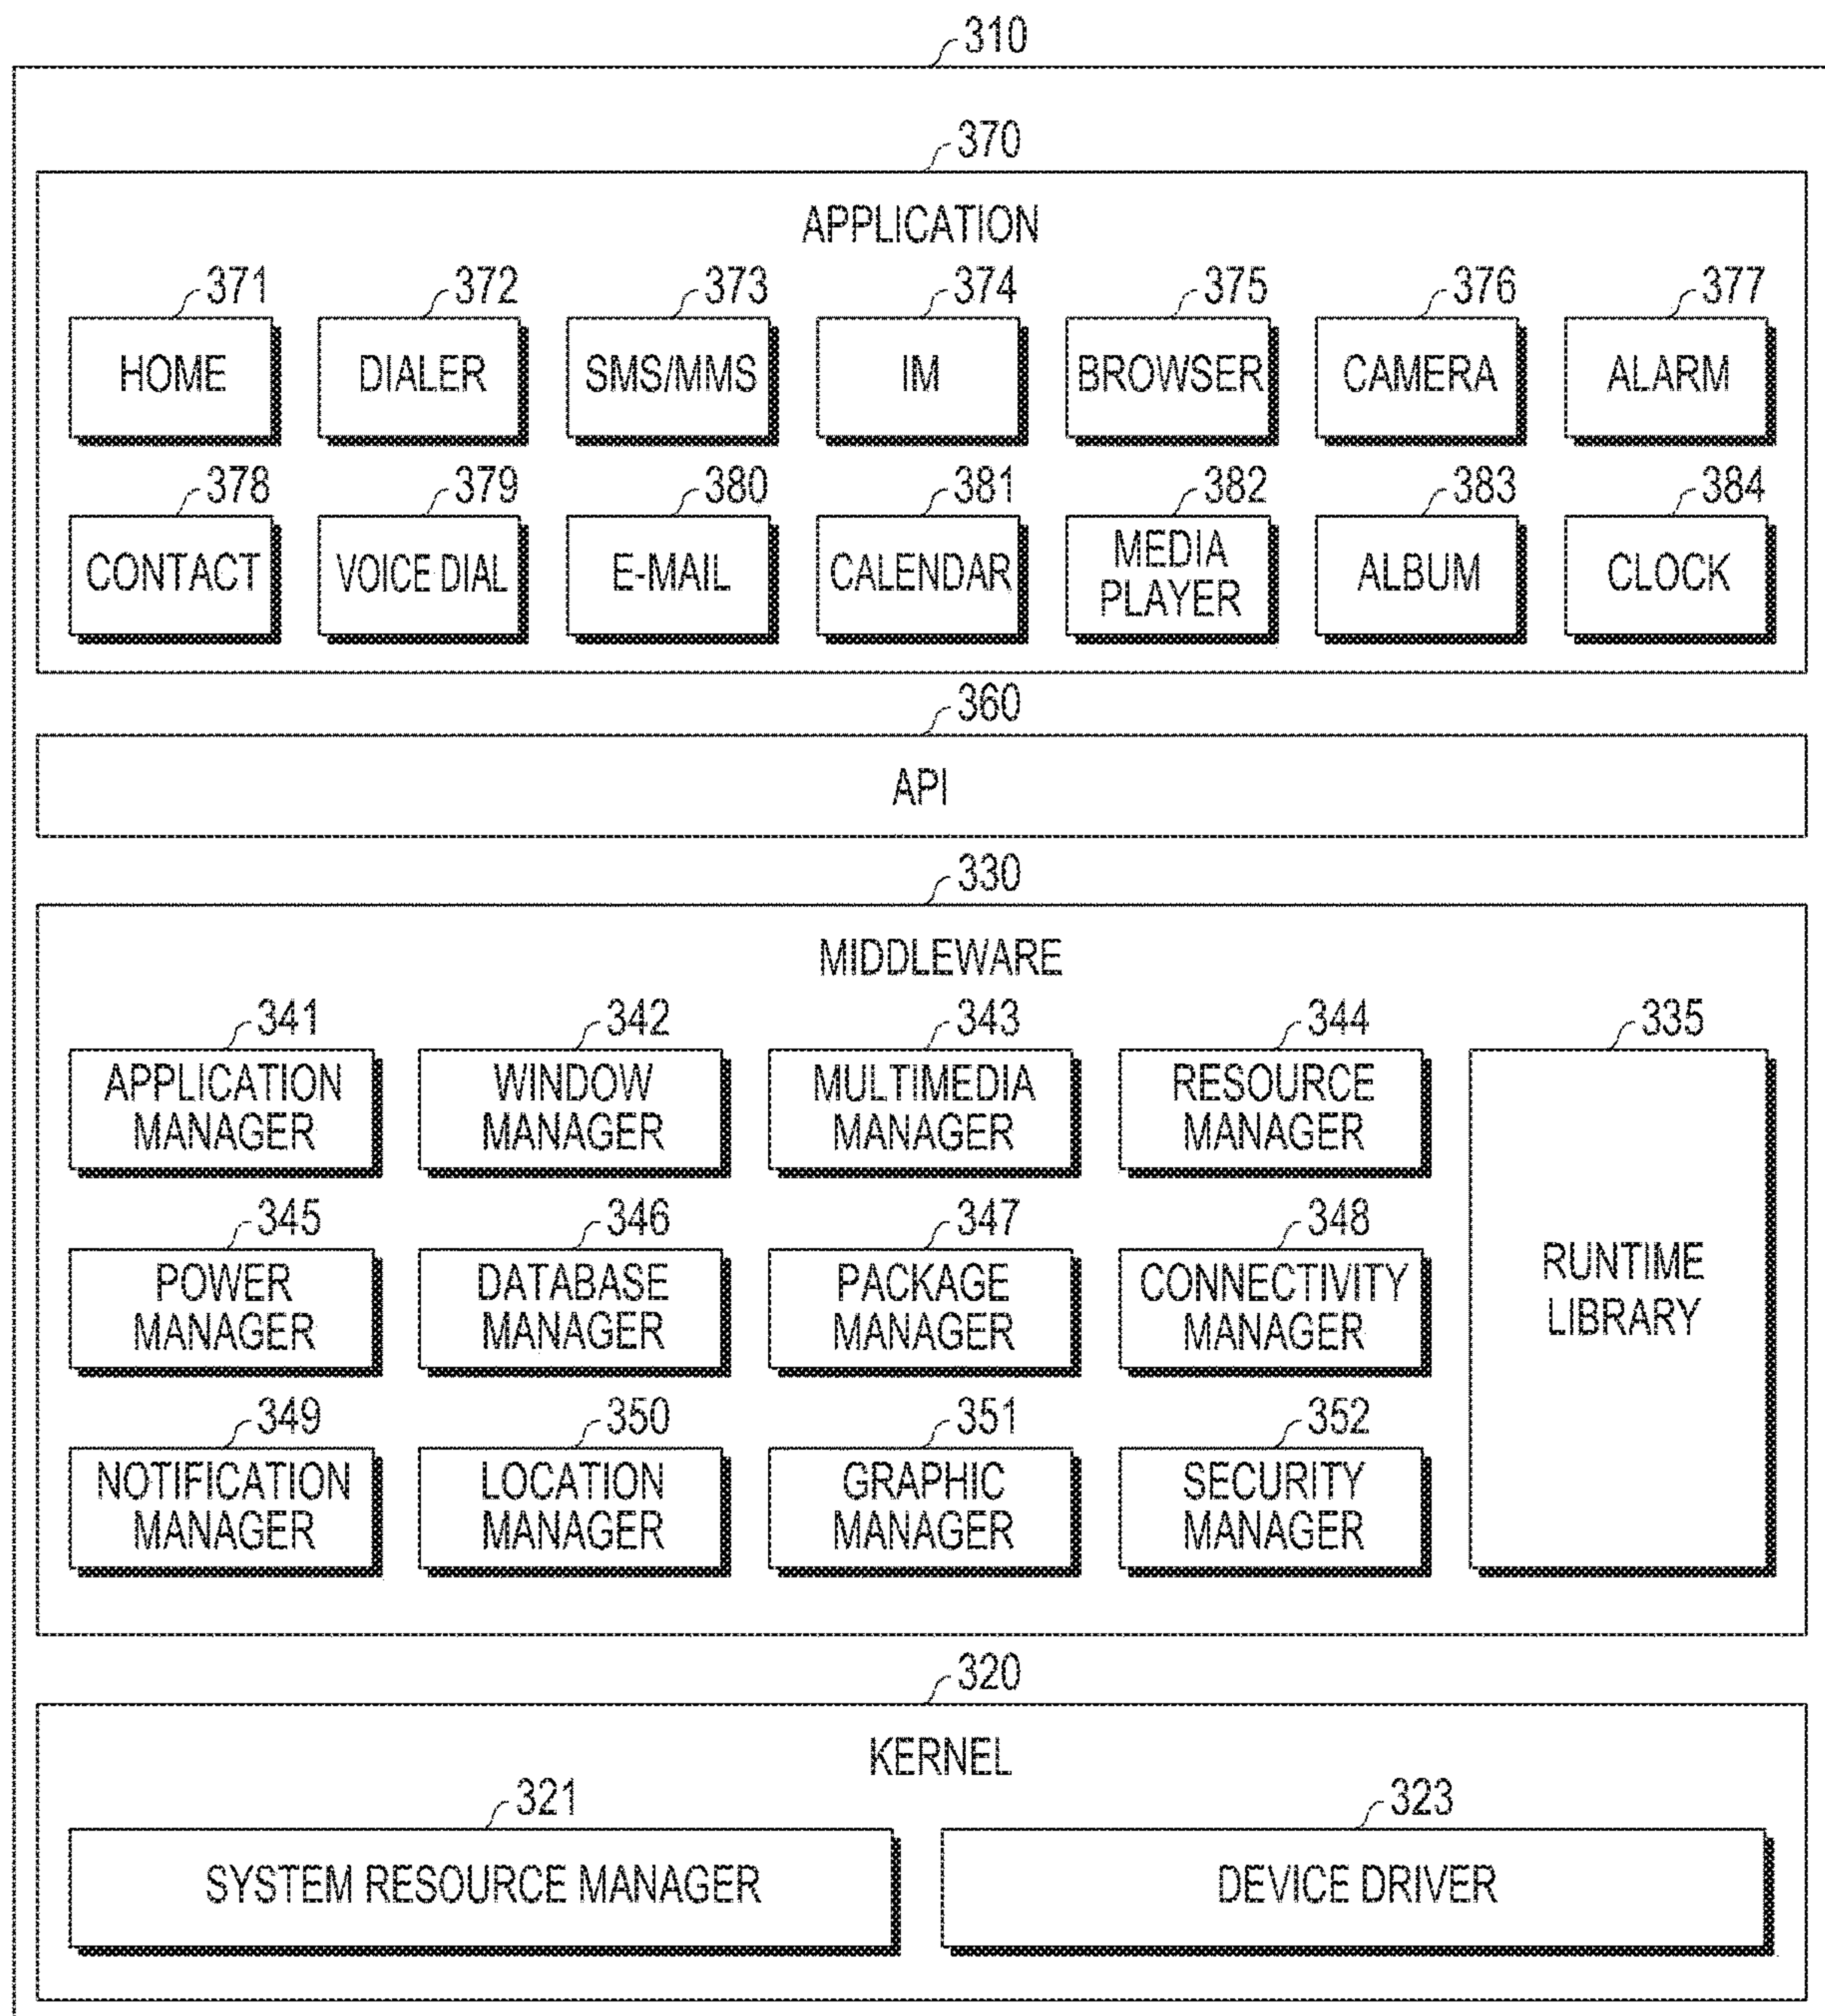 310
370
APPLICATION
371 372 373 374 375 376 377
HOME DIALER SMS/MMS IM BROWSER CAMERA ALARM
378 379 380 381 382 383 384
CONTACT VOICE DIAL E-MAIL CALENDAR MEDIA PLAYER ALBUM CLOCK
360
API
330
MIDDLEWARE
341 342 343 344 335
APPLICATION MANAGER WINDOW MANAGER MULTIMEDIA MANAGER RESOURCE MANAGER
345 346 347 348
POWER MANAGER DATABASE MANAGER PACKAGE MANAGER CONNECTIVITY MANAGER RUNTIME LIBRARY
349 350 351 352
NOTIFICATION MANAGER LOCATION MANAGER GRAPHIC MANAGER SECURITY MANAGER
320
KERNEL
321 323
SYSTEM RESOURCE MANAGER DEVICE DRIVER